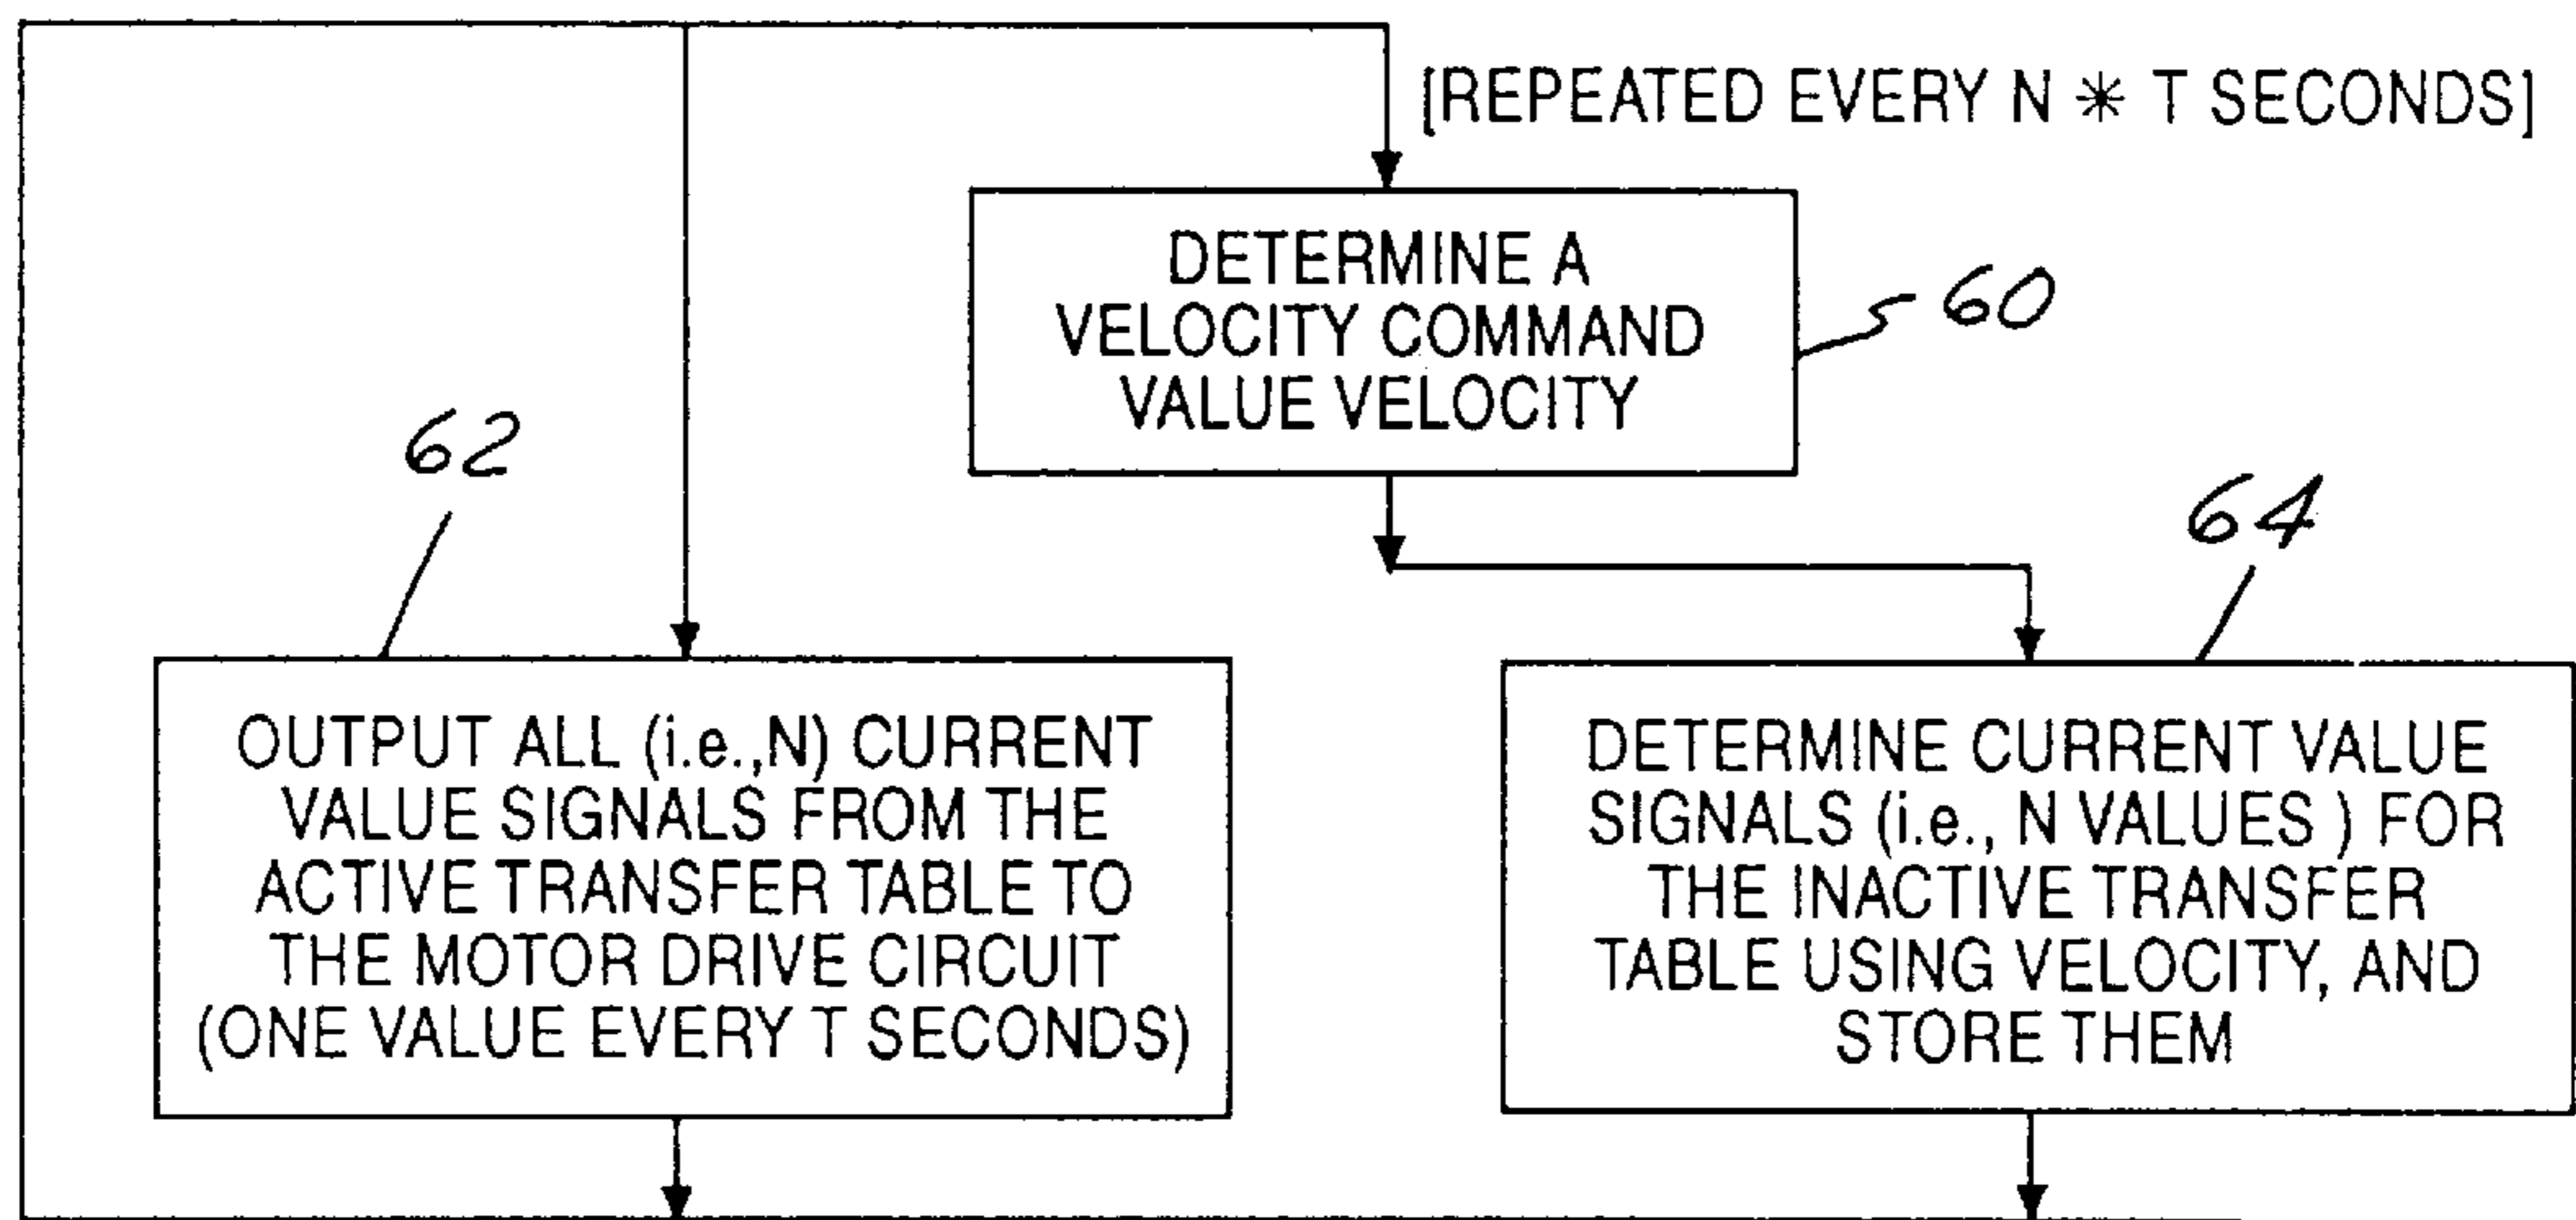 [REPEATED EVERY N * T SECONDS]
DETERMINE A
VELOCITY COMMAND
VALUE VELOCITY
60
62
64
OUTPUT ALL (i.e.,N) CURRENT
VALUE SIGNALS FROM THE
ACTIVE TRANSFER TABLE TO
THE MOTOR DRIVE CIRCUIT
(ONE VALUE EVERY T SECONDS)
DETERMINE CURRENT VALUE
SIGNALS (i.e., N VALUES ) FOR
THE INACTIVE TRANSFER
TABLE USING VELOCITY, AND
STORE THEM